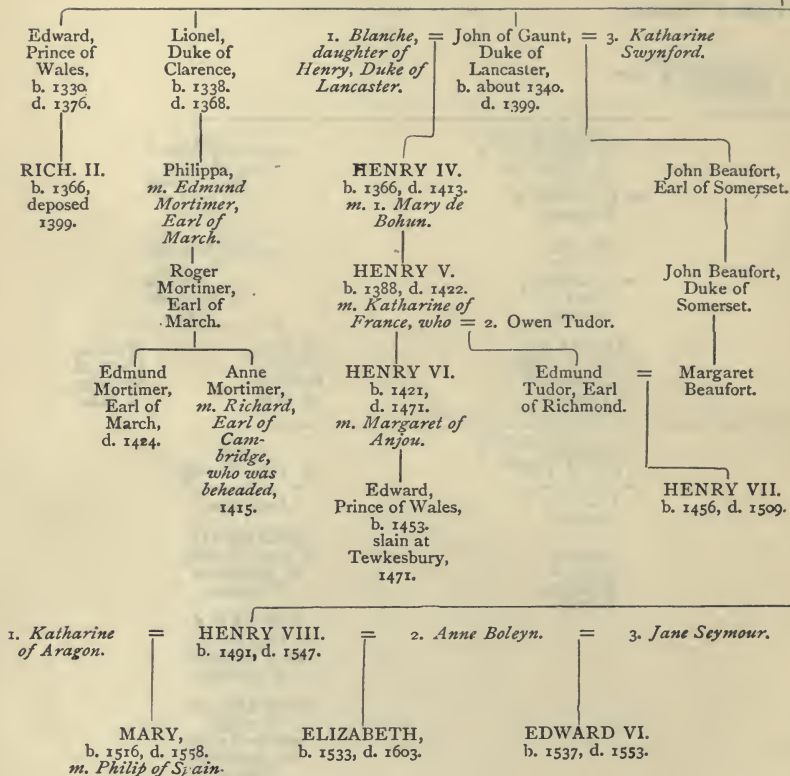 Edward,
Prince of
Wales,
b. 1330.
d. 1376.
Lionel,
Duke of
Clarence,
b. 1338.
d. 1368.
1. Blanche,
daughter of
Henry, Duke of
Lancaster.
=
John of Gaunt,
Duke of
Lancaster,
b. about 1340.
d. 1399.
= 3. Katharine
Swynford.
RICH. II.
b. 1366,
deposed
1399.
Philippa,
m. Edmund
Mortimer,
Earl of
March.
HENRY IV.
b. 1366, d. 1413.
m. 1. Mary de
Bohun.
John Beaufort,
Earl of Somerset.
Roger
Mortimer,
Earl of
March.
HENRY V.
b. 1388, d. 1422.
m. Katharine of
France, who = 2. Owen Tudor.
John Beaufort,
Duke of
Somerset.
Edmund
Mortimer,
Earl of
March,
d. 1424.
Anne
Mortimer,
m. Richard,
Earl of
Cam-
bridge,
who was
beheaded,
1415.
HENRY VI.
b. 1421,
d. 1471.
m. Margaret of
Anjou.
Edmund
Tudor, Earl
of Richmond.
=
Margaret
Beaufort.
Edward,
Prince of Wales,
b. 1453.
slain at
Tewkesbury,
1471.
HENRY VII.
b. 1456, d. 1509.
1. Katharine
of Aragon.
=
HENRY VIII.
b. 1491, d. 1547.
= 2. Anne Boleyn.
= 3. Jane Seymour.
MARY,
b. 1516, d. 1558.
m. Philip of Spain.
ELIZABETH,
b. 1533, d. 1603.
EDWARD VI.
b. 1537, d. 1553.